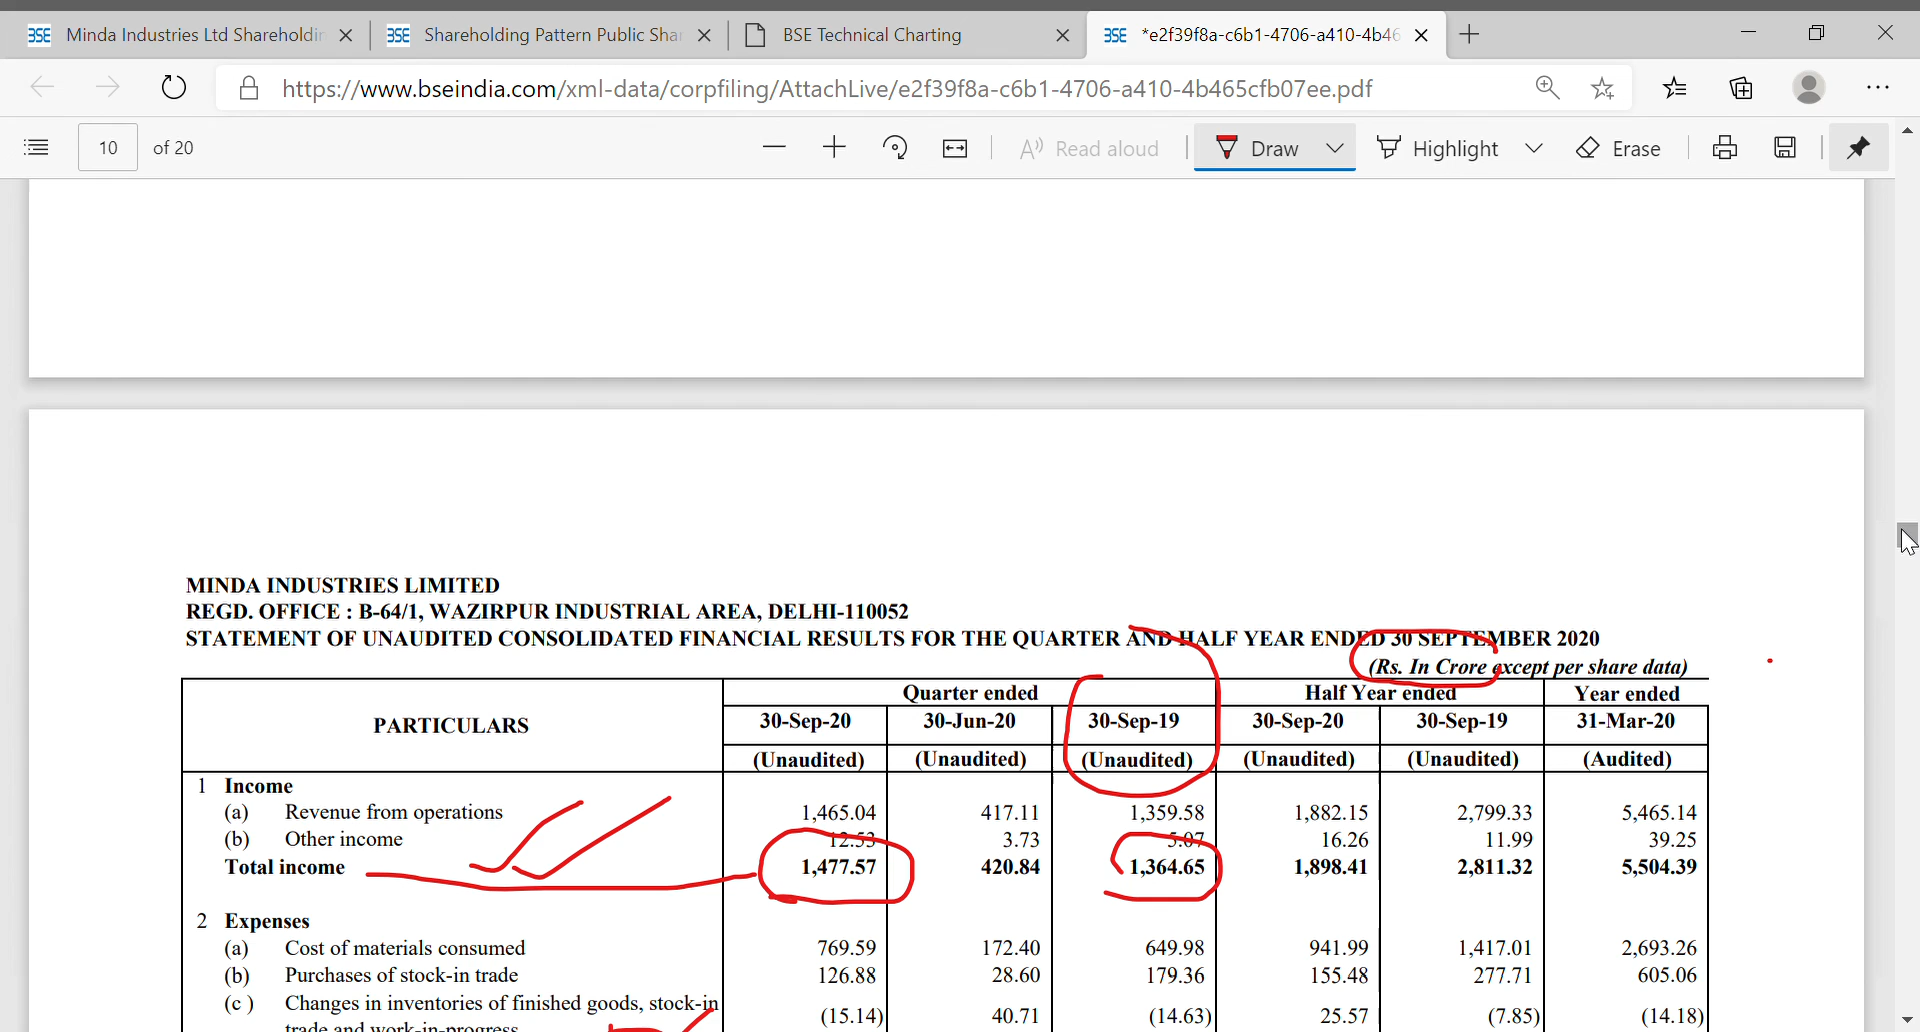 BSE Minda Industries Ltd Shareholdin
BSE Shareholding Pattern Public Shar
BSE Technical Charting
BSE *e2f39f8a-c6b1-4706-a410-4b46
https://www.bseindia.com/xml-data/corpfiling/AttachLive/e2f39f8a-c6b1-4706-a410-4b465cfb07ee.pdf
10 of 20 Read aloud Draw Highlight Erase
MINDA INDUSTRIES LIMITED
REGD. OFFICE : B-64/1, WAZIRPUR INDUSTRIAL AREA, DELHI-110052
STATEMENT OF UNAUDITED CONSOLIDATED FINANCIAL RESULTS FOR THE QUARTER AND HALF YEAR ENDED 30 SEPTEMBER 2020
(Rs. In Crore except per share data)
PARTICULARS Quarter ended Half Year ended Year ended
30-Sep-20 30-Jun-20 30-Sep-19 30-Sep-20 30-Sep-19 31-Mar-20
(Unaudited) (Unaudited) (Unaudited) (Unaudited) (Unaudited) (Audited)
1 Income
(a) Revenue from operations 1,465.04 417.11 1,359.58 1,882.15 2,799.33 5,465.14
(b) Other income 12.53 3.73 5.07 16.26 11.99 39.25
Total income 1,477.57 420.84 1,364.65 1,898.41 2,811.32 5,504.39
2 Expenses
(a) Cost of materials consumed 769.59 172.40 649.98 941.99 1,417.01 2,693.26
(b) Purchases of stock-in trade 126.88 28.60 179.36 155.48 277.71 605.06
(c ) Changes in inventories of finished goods, stock-in
trade and work-in-progress (15.14) 40.71 (14.63) 25.57 (7.85) (14.18)